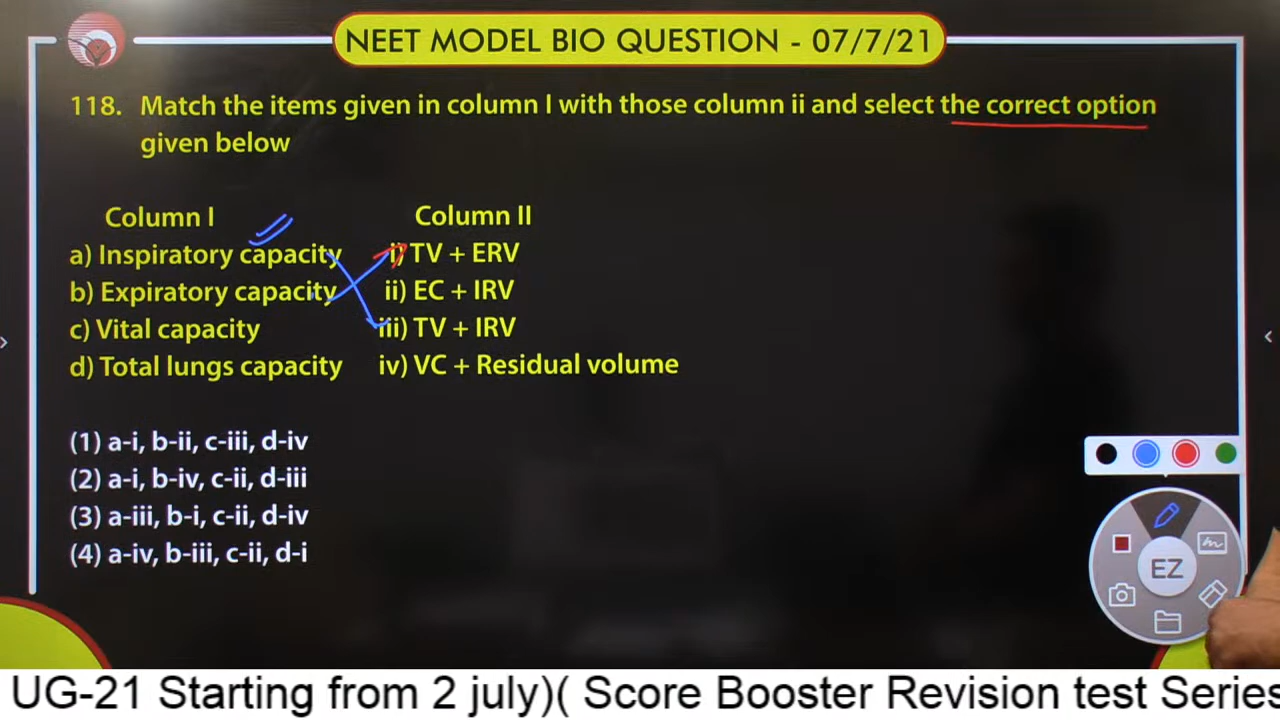 NEET MODEL BIO QUESTION - 07/7/21
118. Match the items given in column I with those column ii and select the correct option
given below
Column I Column II
a) Inspiratory capacity i) TV + ERV
b) Expiratory capacity ii) EC + IRV
c) Vital capacity iii) TV + IRV
d) Total lungs capacity iv) VC + Residual volume
(1) a-i, b-ii, c-iii, d-iv
(2) a-i, b-iv, c-ii, d-iii
(3) a-iii, b-i, c-ii, d-iv
(4) a-iv, b-iii, c-ii, d-i
EZ
UG-21 Starting from 2 july)( Score Booster Revision test Series